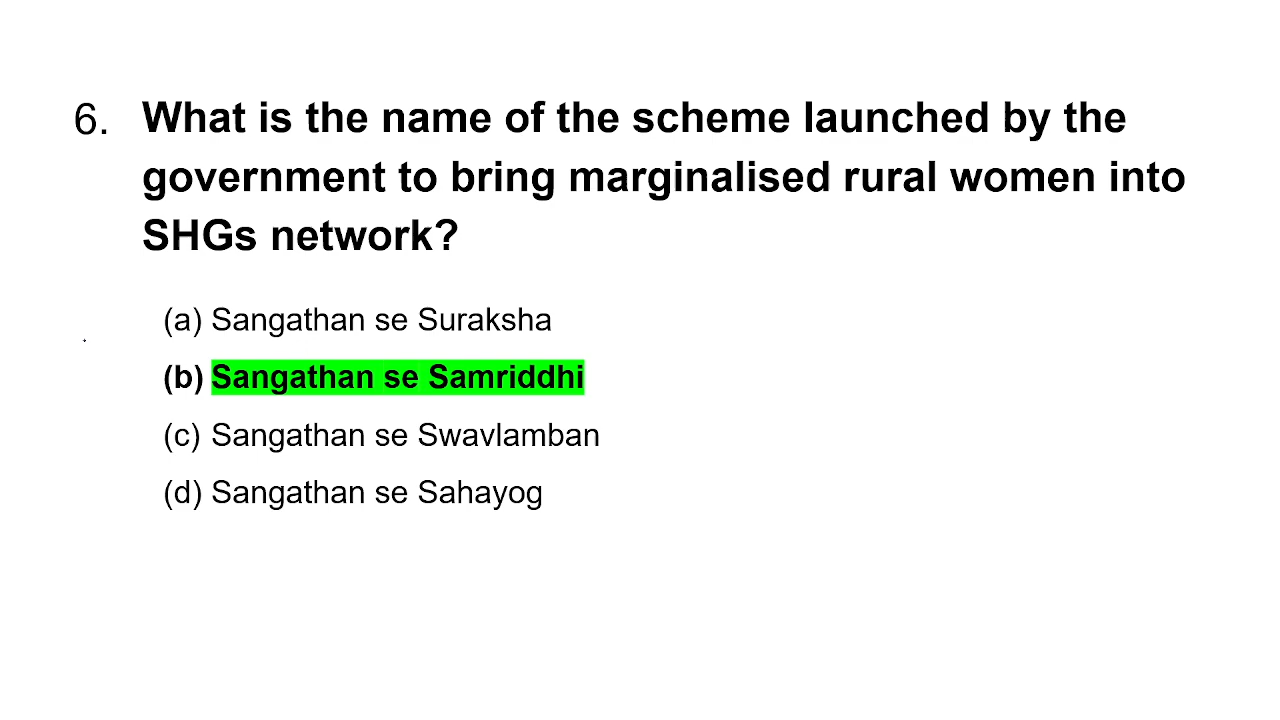 6. What is the name of the scheme launched by the
government to bring marginalised rural women into
SHGs network?
(a) Sangathan se Suraksha
(b) Sangathan se Samriddhi
(c) Sangathan se Swavlamban
(d) Sangathan se Sahayog